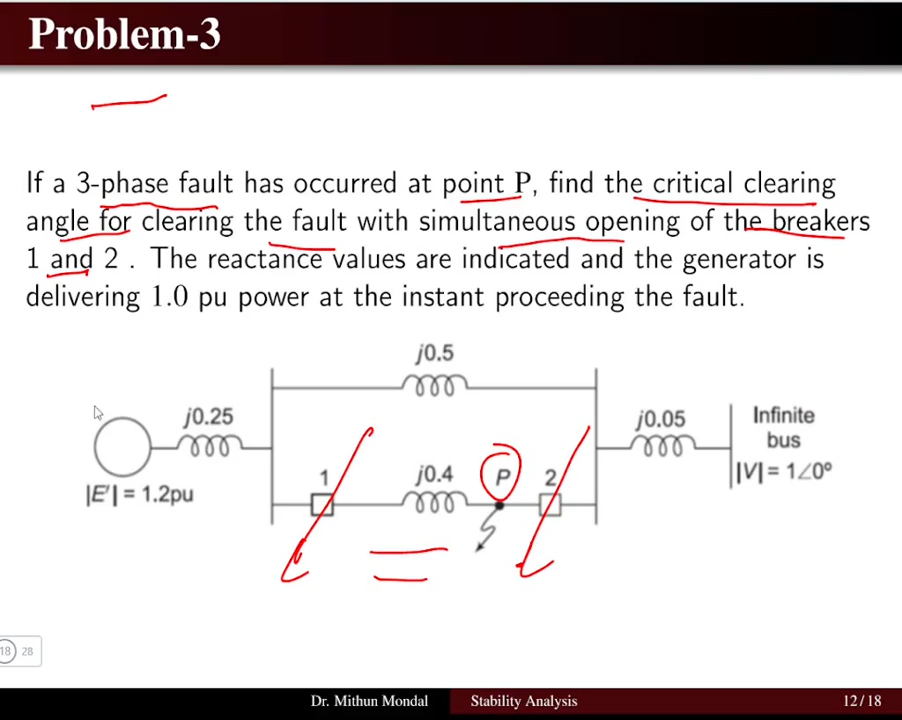 Problem-3
If a 3-phase fault has occurred at point P, find the critical clearing
angle for clearing the fault with simultaneous opening of the breakers
1 and 2 . The reactance values are indicated and the generator is
delivering 1.0 pu power at the instant proceeding the fault.
j0.5
j0.25
j0.05
Infinite
bus
|V| = 1∠0°
1
j0.4
P
2
|E'| = 1.2pu
18 28
Dr. Mithun Mondal
Stability Analysis
12 / 18